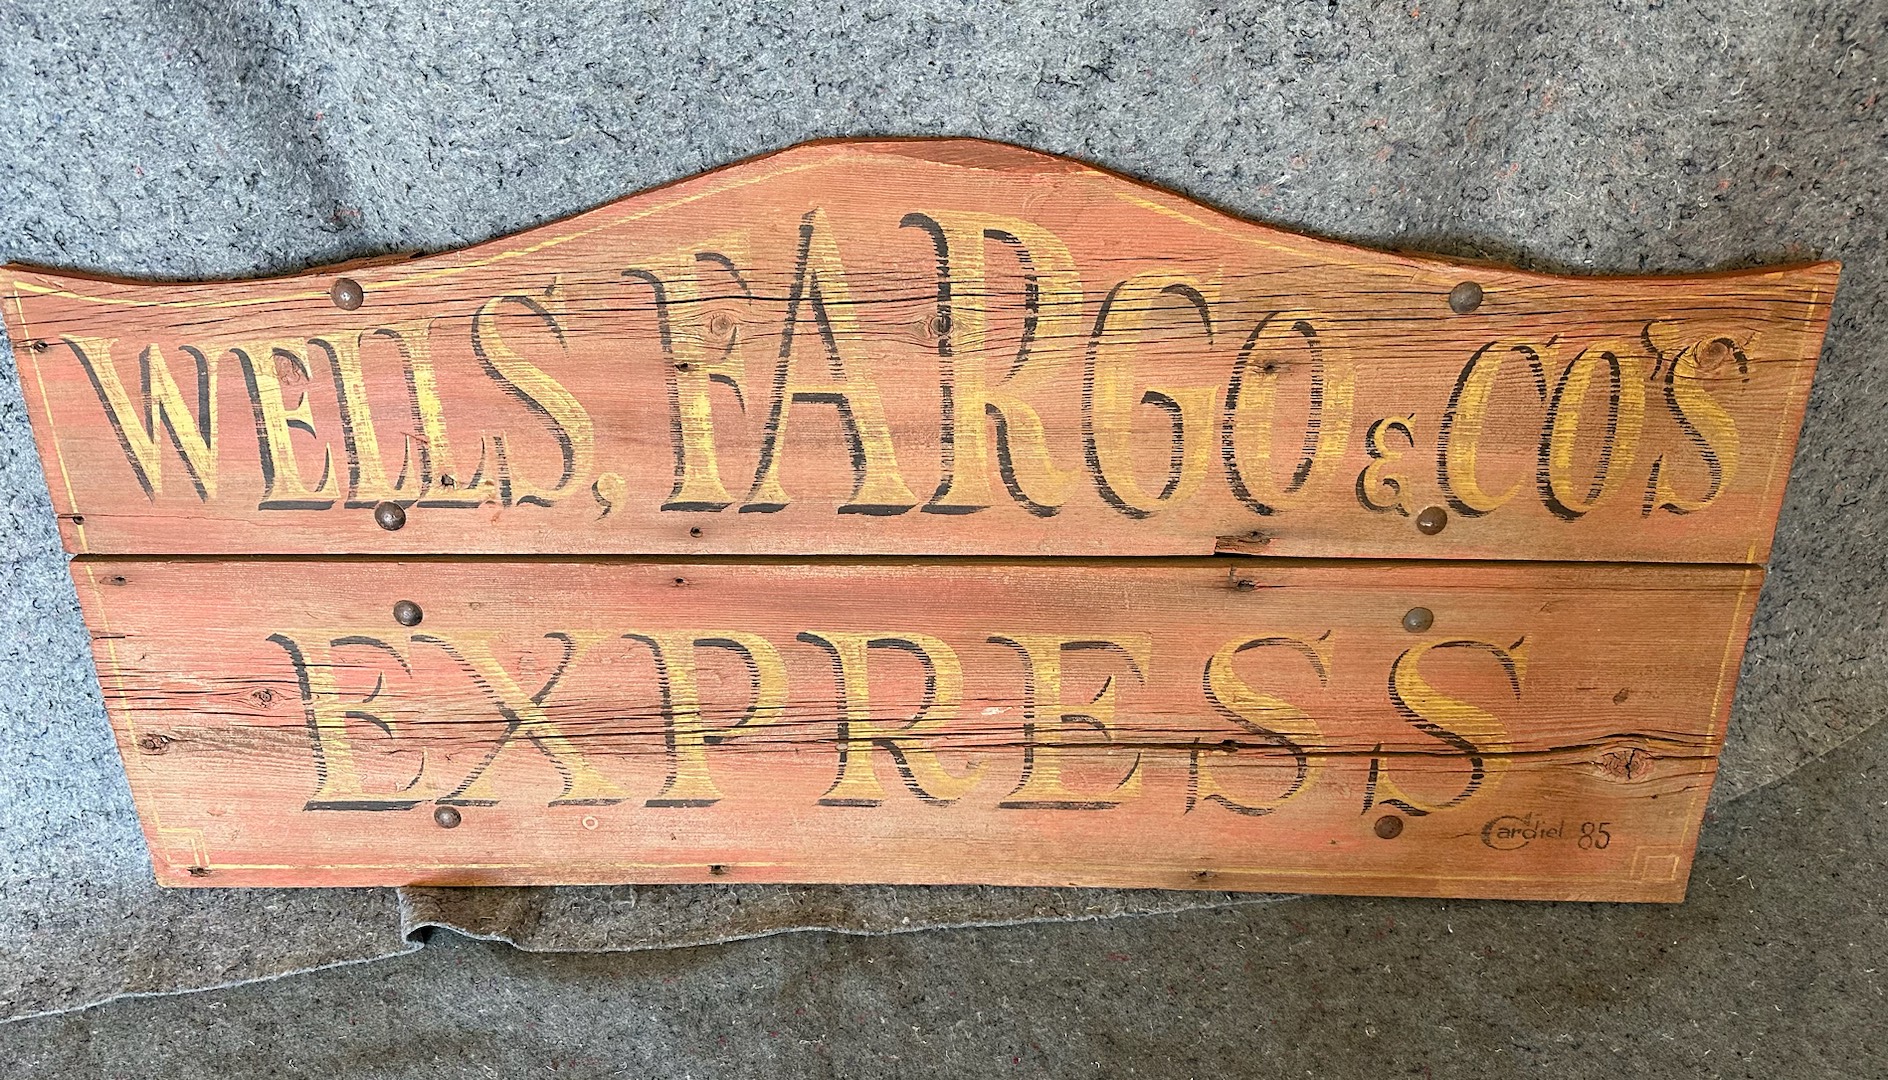 WELLS, FARGO & CO'S
EXPRESS
Cardiel 85